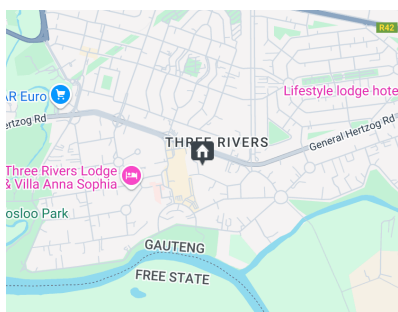 R42
AR Euro
Lifestyle lodge hote
ertzog Rd
General Hertzog Rd
THREE RIVERS
Three Rivers Lodge
& Villa Anna Sophia
osloo Park
GAUTENG
FREE STATE